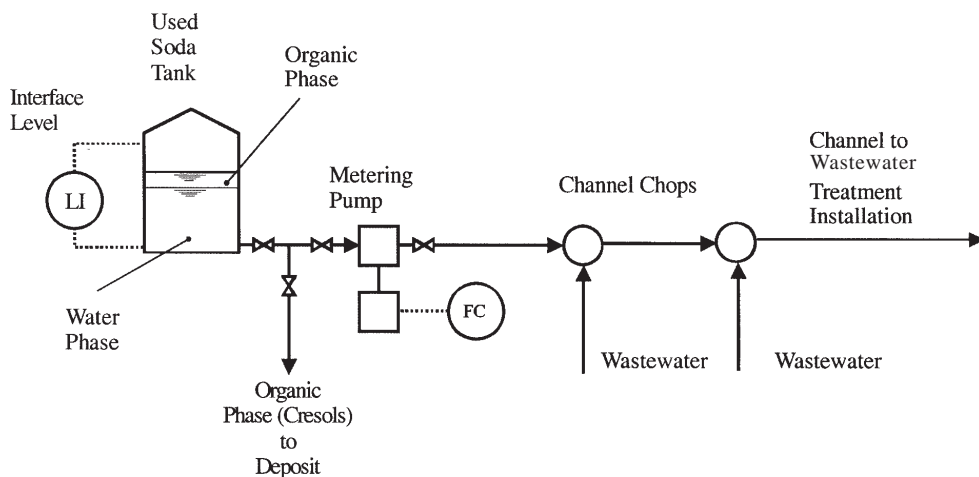 Used
Soda
Tank
Organic
Phase
Interface
Level
LI
Water
Phase
Metering
Pump
FC
Organic
Phase (Cresols)
to
Deposit
Channel Chops
Wastewater
Wastewater
Channel to
Wastewater
Treatment
Installation